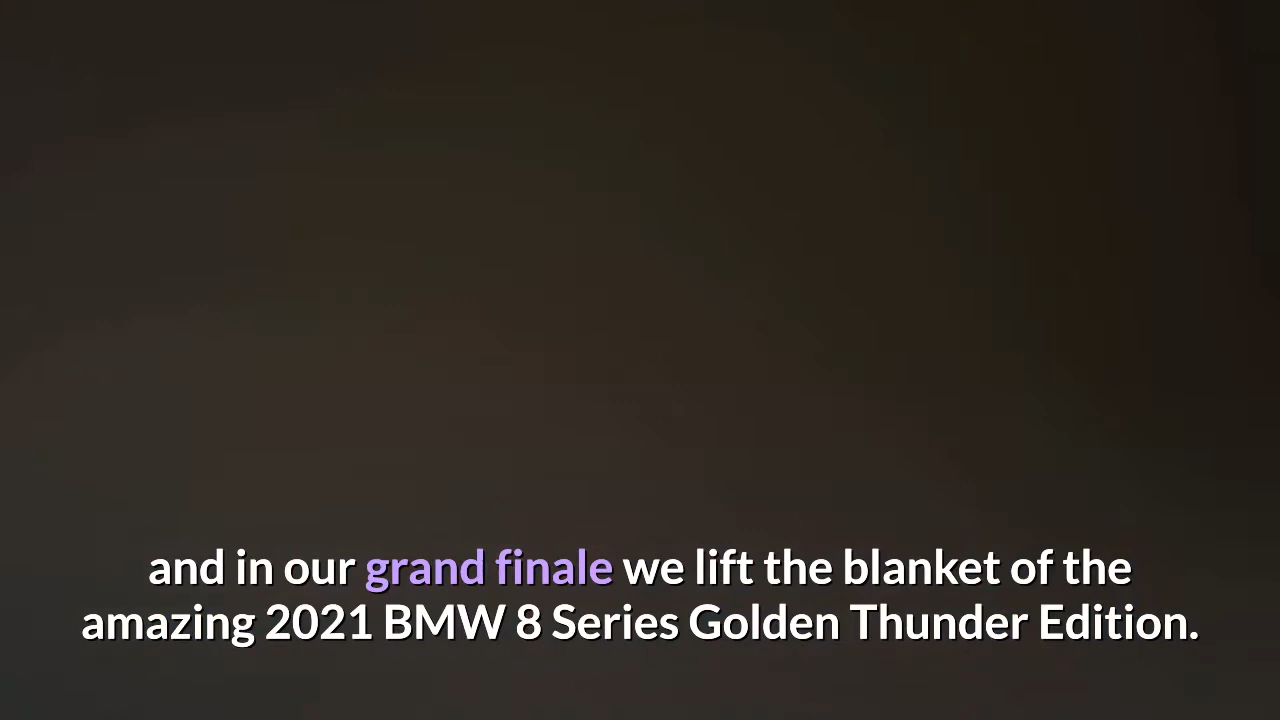 and in our grand finale we lift the blanket of the
amazing 2021 BMW 8 Series Golden Thunder Edition.